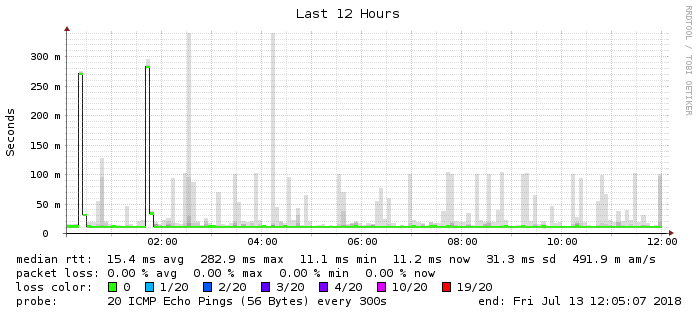 Last 12 Hours
RRDTOOL / TOBI OETIKER
Seconds
300 m
250 m
200 m
150 m
100 m
50 m
0
02:00 04:00 06:00 08:00 10:00 12:00
median rtt: 15.4 ms avg 282.9 ms max 11.1 ms min 11.2 ms now 31.3 ms sd 491.9 m am/s
packet loss: 0.00 % avg 0.00 % max 0.00 % min 0.00 % now
loss color: 0 1/20 2/20 3/20 4/20 10/20 19/20
probe: 20 ICMP Echo Pings (56 Bytes) every 300s end: Fri Jul 13 12:05:07 2018